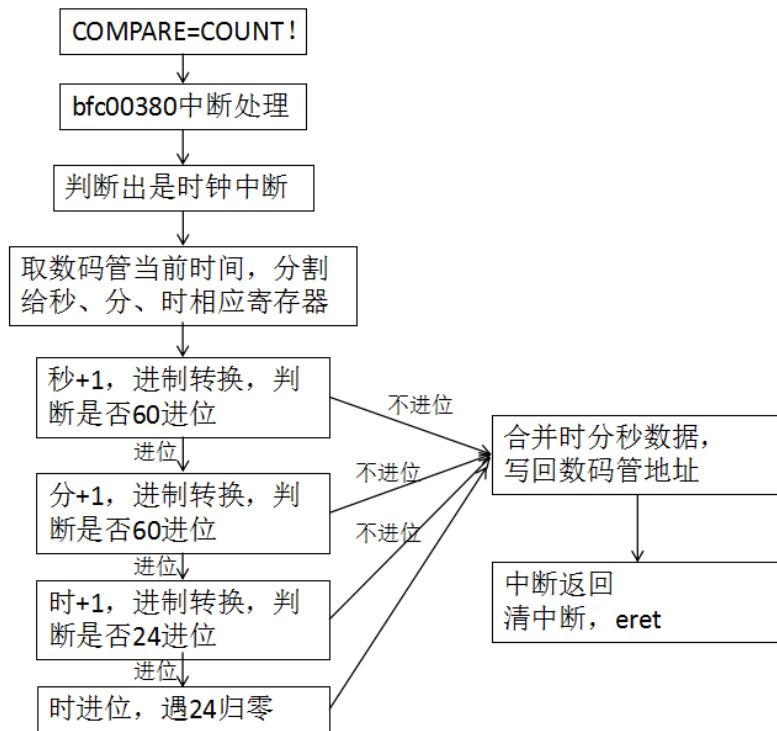 COMPARE=COUNT！
bfc00380中断处理
判断出是时钟中断
取数码管当前时间，分割
给秒、分、时相应寄存器
秒+1，进制转换，判
断是否60进位
不进位
进位
分+1，进制转换，判
断是否60进位
不进位
进位
时+1，进制转换，判
断是否24进位
不进位
进位
时进位，遇24归零
合并时分秒数据，
写回数码管地址
中断返回
清中断，eret